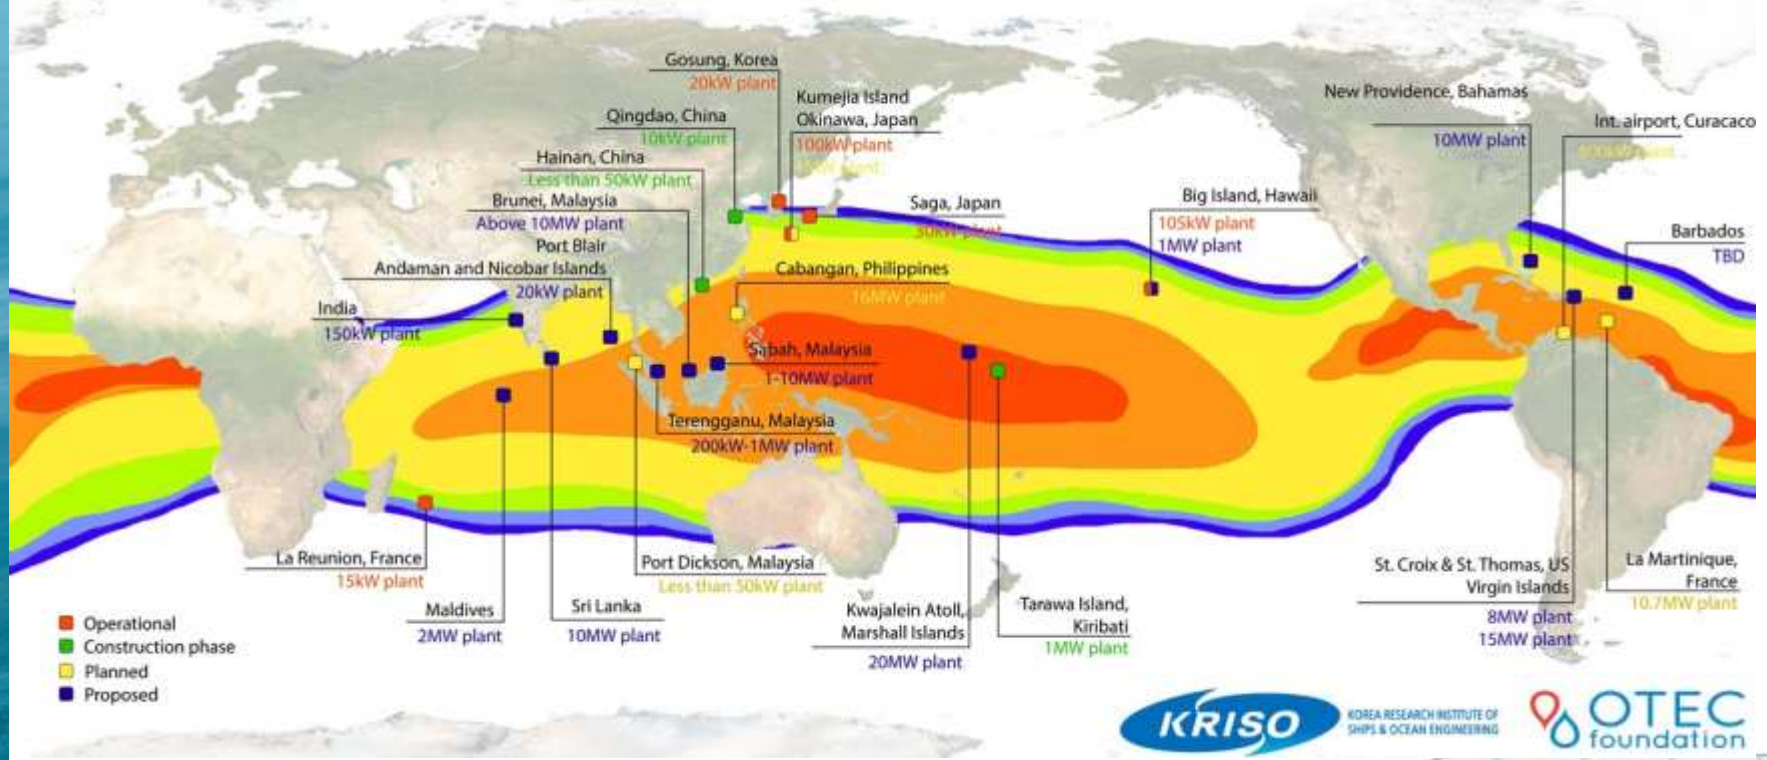 Gosung, Korea
20kW plant
Kumejia Island
Okinawa, Japan
100kW plant
plant
Qingdao, China
10kW plant
Hainan, China
Less than 50kW plant
Brunei, Malaysia
Above 10MW plant
Port Blair
Andaman and Nicobar Islands
20kW plant
India
150kW plant
Saga, Japan
30kW plant
Cabangan, Philippines
16MW plant
Big Island, Hawaii
105kW plant
1MW plant
New Providence, Bahamas
10MW plant
Int. airport, Curacaco
plant
Barbados
TBD
Sabah, Malaysia
1-10MW plant
Terengganu, Malaysia
200kW-1MW plant
La Reunion, France
15kW plant
Port Dickson, Malaysia
Less than 50kW plant
Maldives
2MW plant
Sri Lanka
10MW plant
Kwajalein Atoll,
Marshall Islands
20MW plant
Tarawa Island,
Kiribati
1MW plant
St. Croix & St. Thomas, US
Virgin Islands
8MW plant
15MW plant
La Martinique,
France
10.7MW plant
Operational
Construction phase
Planned
Proposed
KRISO
KOREA RESEARCH INSTITUTE OF
SHIPS & OCEAN ENGINEERING
OTEC
foundation